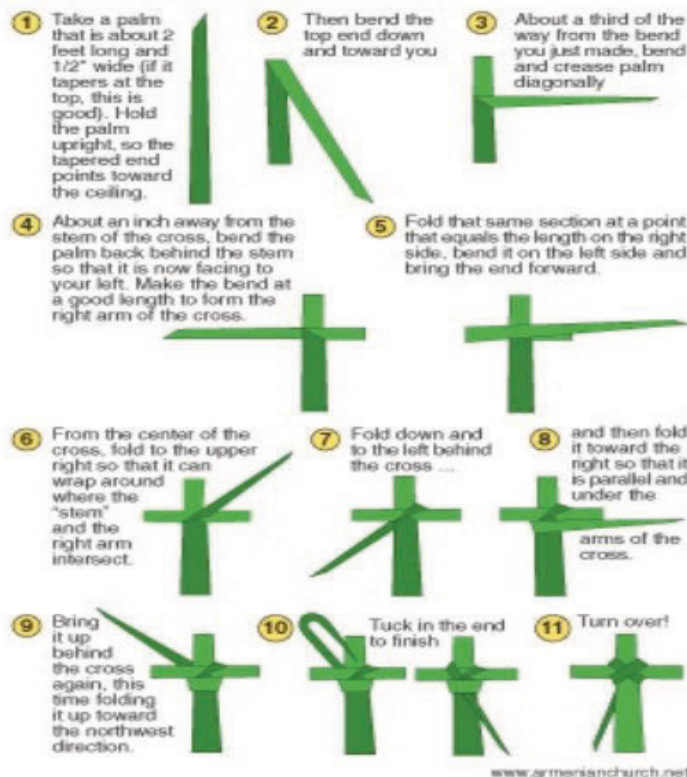 1 Take a palm
that is about 2
feet long and
1/2" wide (if it
tapers at the
top, this is
good). Hold
the palm
upright, so the
tapered end
points toward
the ceiling.
2 Then bend the
top end down
and toward you
3 About a third of the
way from the bend
you just made, bend
and crease palm
diagonally
4 About an inch away from the
stem of the cross, bend the
palm back behind the stem
so that it is now facing to
your left. Make the bend at
a good length to form the
right arm of the cross.
5 Fold that same section at a point
that equals the length on the right
side, bend it on the left side and
bring the end forward.
6 From the center of the
cross, fold to the upper
right so that it can
wrap around
where the
"stem"
and the
right arm
intersect.
7 Fold down and
to the left behind
the cross ...
8 and then fold
it toward the
right so that it
is parallel and
under the
arms of the
cross.
9 Bring
it up
behind
the cross
again, this
time folding
it up toward
the northwest
direction.
10 Tuck in the end
to finish
11 Turn over!
www.armenianchurch.net